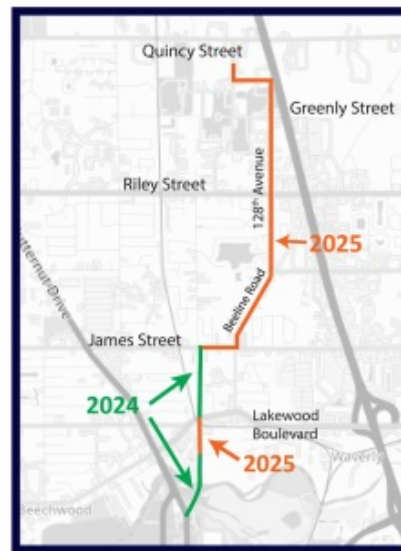 Quincy Street
Greenly Street
128th Avenue
Riley Street
2025
Butternut Drive
Beeline Road
James Street
2024
Lakewood
Boulevard
2025
Waverly
Beechwood